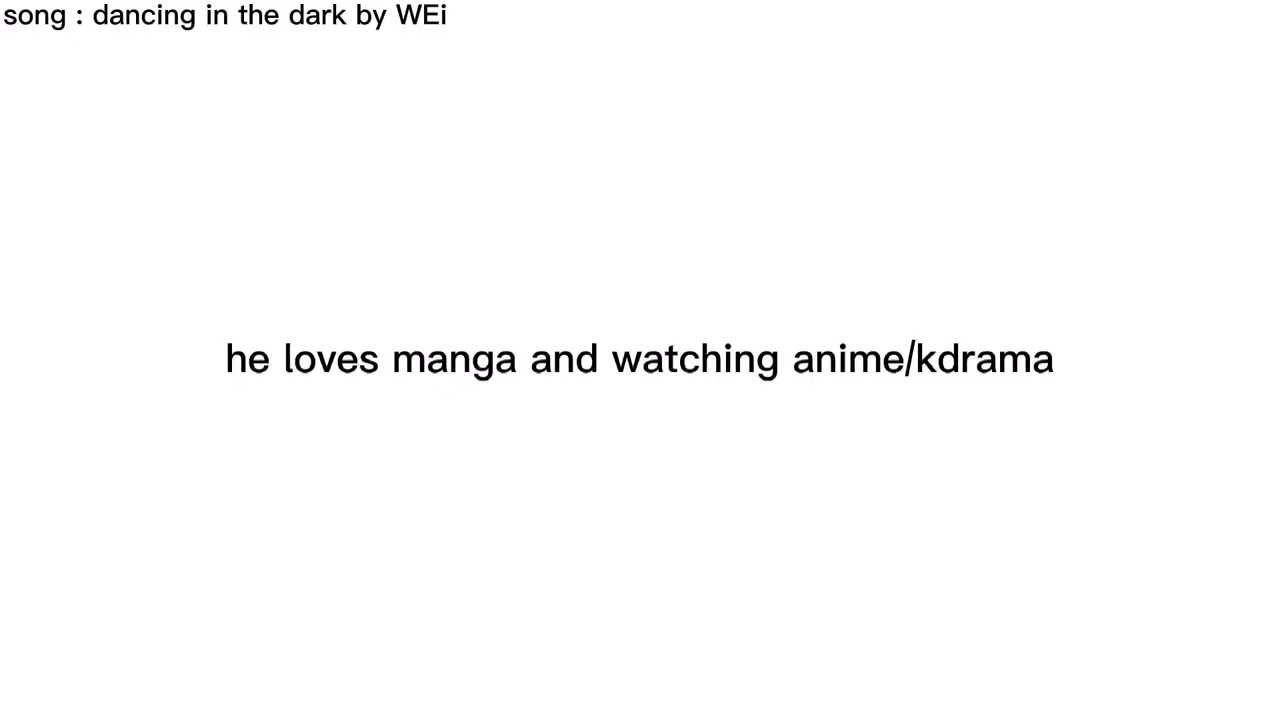 song : dancing in the dark by WEi
he loves manga and watching anime/kdrama